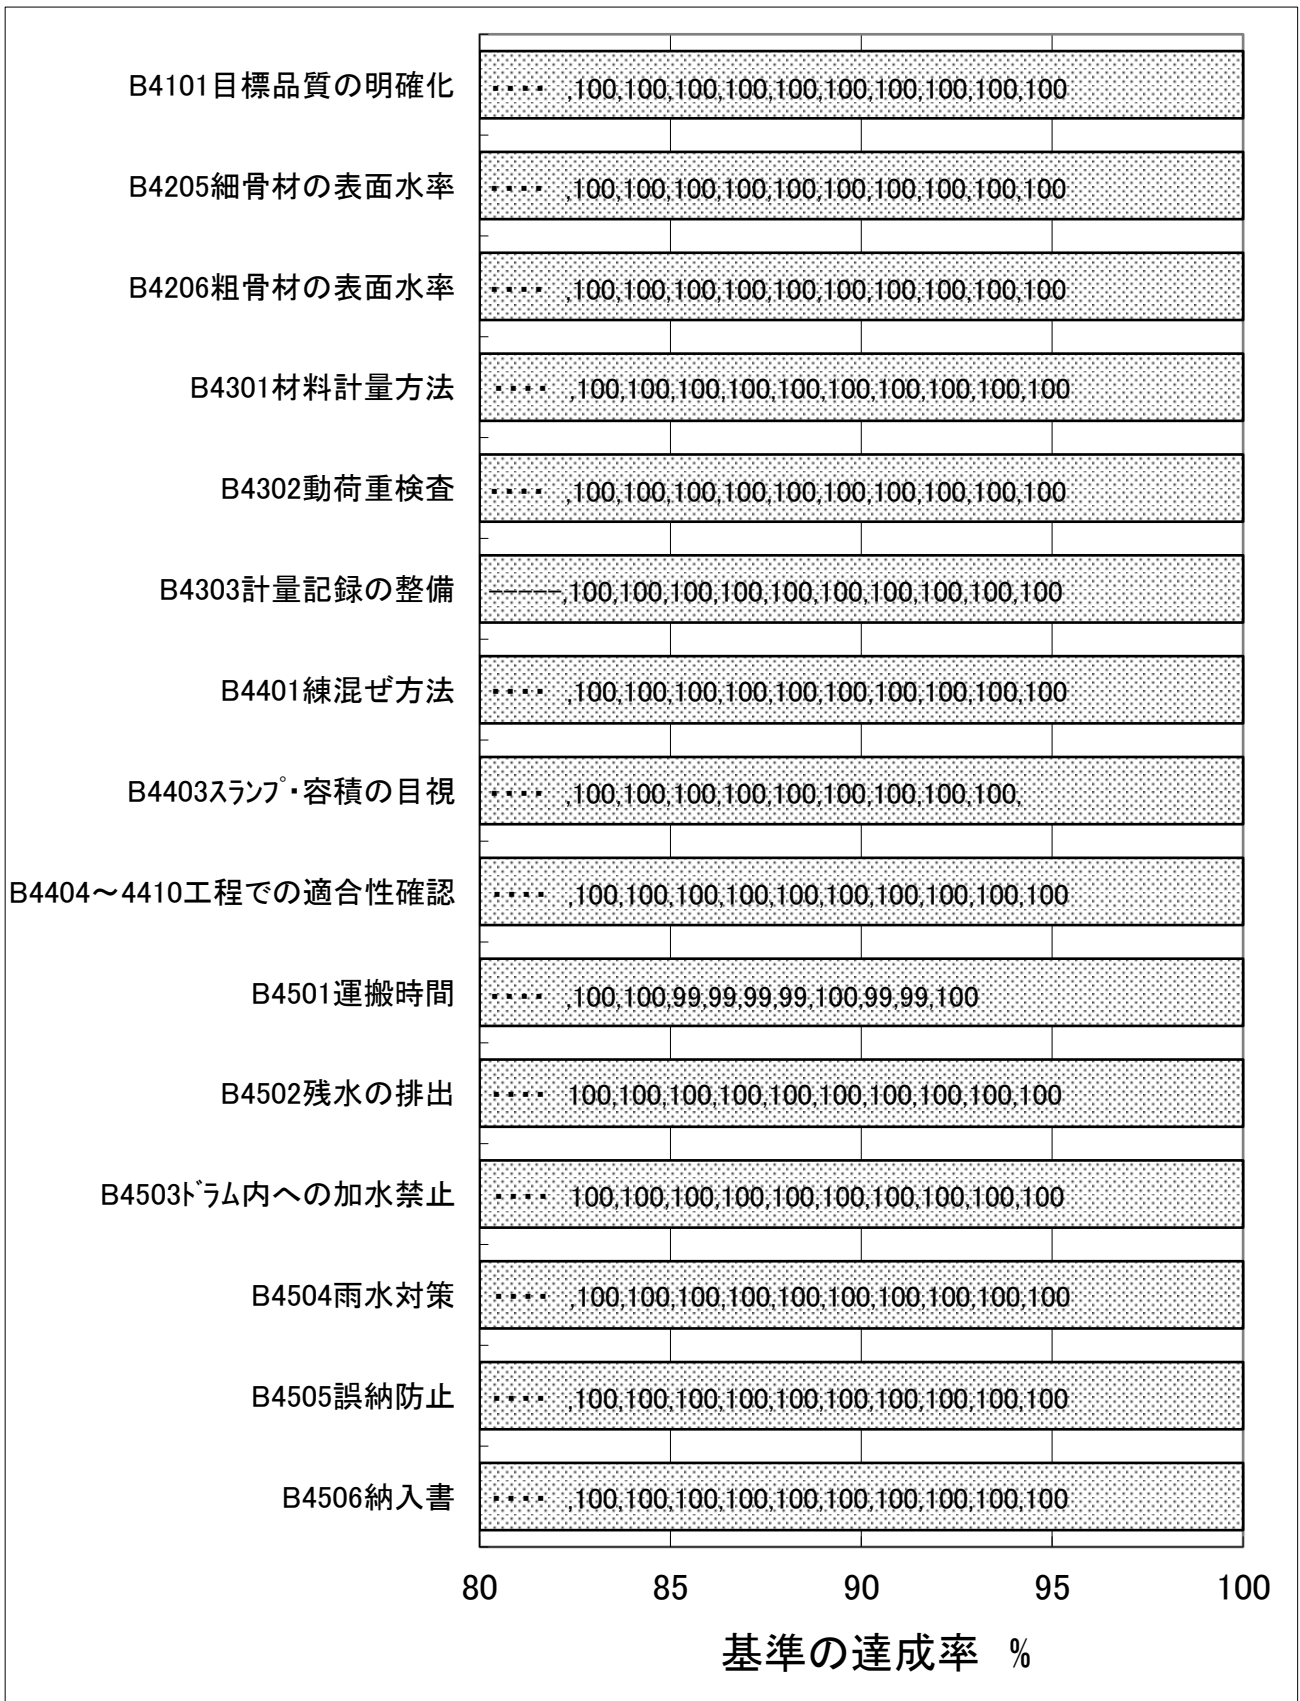 B4101目標品質の明確化 ････ ,100,100,100,100,100,100,100,100,100,100
B4205細骨材の表面水率 ････ ,100,100,100,100,100,100,100,100,100,100
B4206粗骨材の表面水率 ････ ,100,100,100,100,100,100,100,100,100,100
B4301材料計量方法 ････ ,100,100,100,100,100,100,100,100,100,100
B4302動荷重検査 ････ ,100,100,100,100,100,100,100,100,100,100
B4303計量記録の整備 -----,100,100,100,100,100,100,100,100,100,100
B4401練混ぜ方法 ････ ,100,100,100,100,100,100,100,100,100,100
B4403ｽﾗﾝﾌﾟ･容積の目視 ････ ,100,100,100,100,100,100,100,100,100,
B4404～4410工程での適合性確認 ････ ,100,100,100,100,100,100,100,100,100,100
B4501運搬時間 ････ ,100,100,99,99,99,99,100,99,99,100
B4502残水の排出 ････ 100,100,100,100,100,100,100,100,100,100
B4503ﾄﾞﾗﾑ内への加水禁止 ････ 100,100,100,100,100,100,100,100,100,100
B4504雨水対策 ････ ,100,100,100,100,100,100,100,100,100,100
B4505誤納防止 ････ ,100,100,100,100,100,100,100,100,100,100
B4506納入書 ････ ,100,100,100,100,100,100,100,100,100,100
80 85 90 95 100
基準の達成率 %